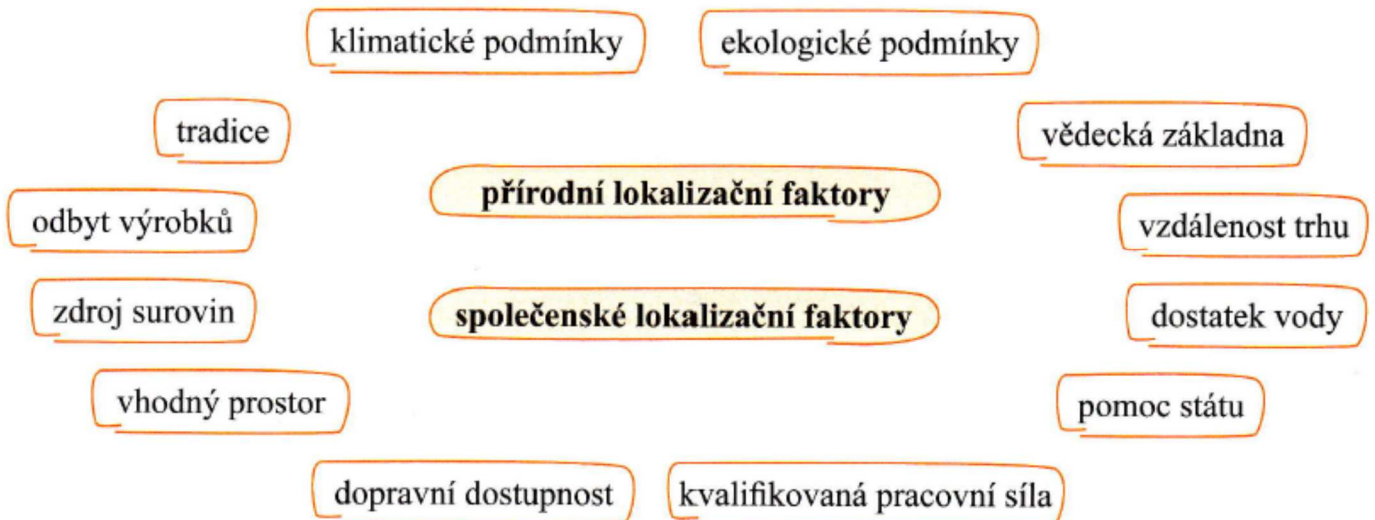 klimatické podmínky
ekologické podmínky
tradice
vědecká základna
přírodní lokalizační faktory
odbyt výrobků
vzdálenost trhu
zdroj surovin
společenské lokalizační faktory
dostatek vody
vhodný prostor
pomoc státu
dopravní dostupnost
kvalifikovaná pracovní síla